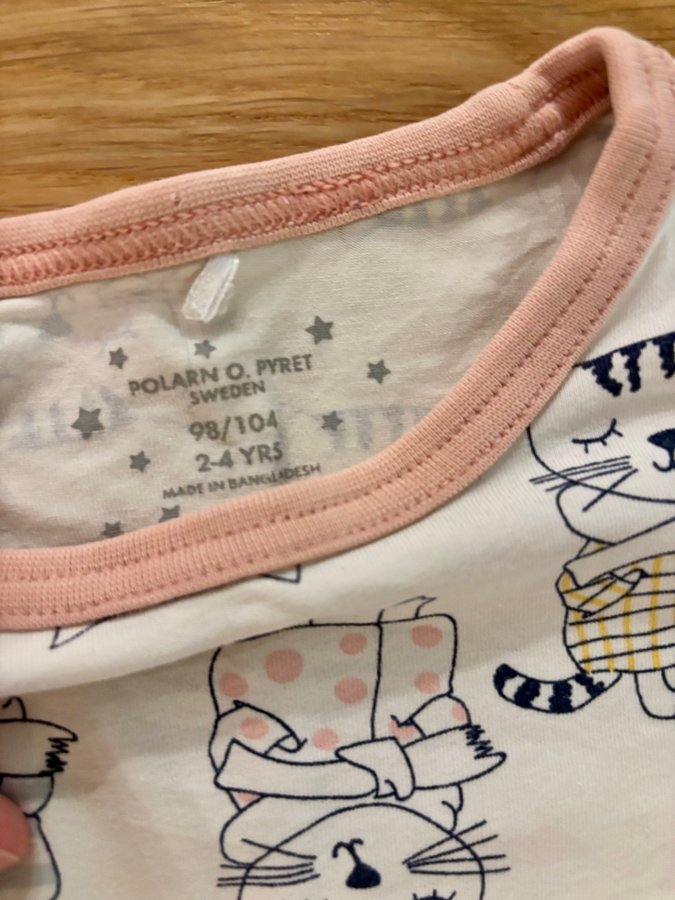 POLARN O. PYRET
SWEDEN
98/104
2-4 YRS
MADE IN BANGLADESH